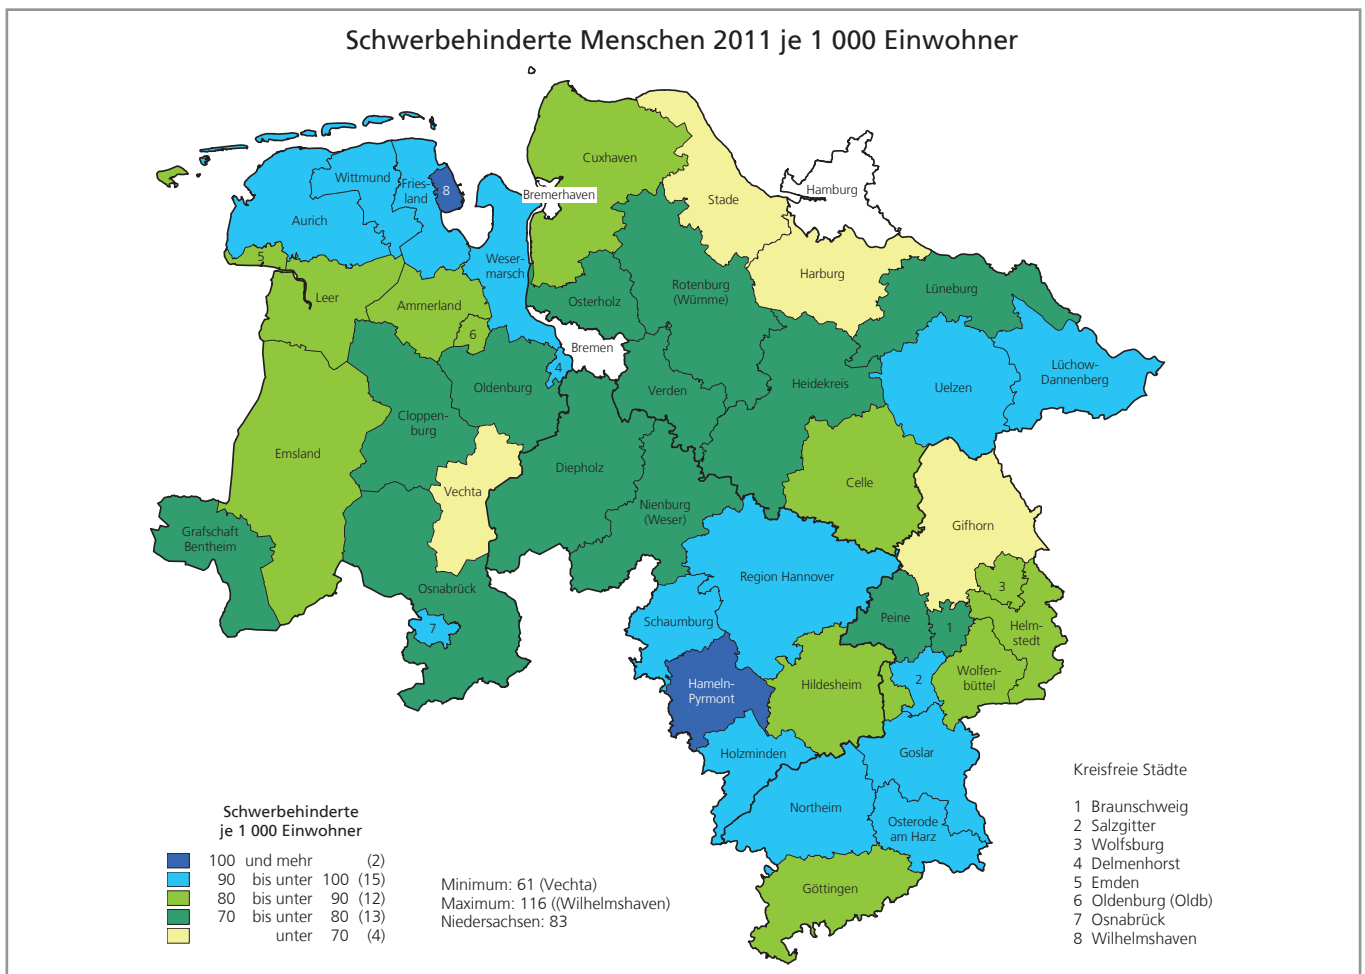 Schwerbehinderte Menschen 2011 je 1 000 Einwohner
Cuxhaven
Wittmund
Fries-
land
8
Bremerhaven
Hamburg
Stade
Aurich
5
Weser-
marsch
Harburg
Leer
Ammerland
Osterholz
Rotenburg
(Wümme)
Lüneburg
6
Bremen
4
Oldenburg
Verden
Heidekreis
Uelzen
Lüchow-
Dannenberg
Cloppen-
burg
Emsland
Diepholz
Vechta
Celle
Nienburg
(Weser)
Gifhorn
Grafschaft
Bentheim
Region Hannover
Osnabrück
3
7
Schaumburg
Peine
1
Helm-
stedt
Hameln-
Pyrmont
Hildesheim
2
Wolfen-
büttel
Holzminden
Goslar
Northeim
Osterode
am Harz
Göttingen
Schwerbehinderte
je 1 000 Einwohner
100 und mehr (2)
90 bis unter 100 (15)
80 bis unter 90 (12)
70 bis unter 80 (13)
unter 70 (4)
Minimum: 61 (Vechta)
Maximum: 116 ((Wilhelmshaven)
Niedersachsen: 83
Kreisfreie Städte
1 Braunschweig
2 Salzgitter
3 Wolfsburg
4 Delmenhorst
5 Emden
6 Oldenburg (Oldb)
7 Osnabrück
8 Wilhelmshaven